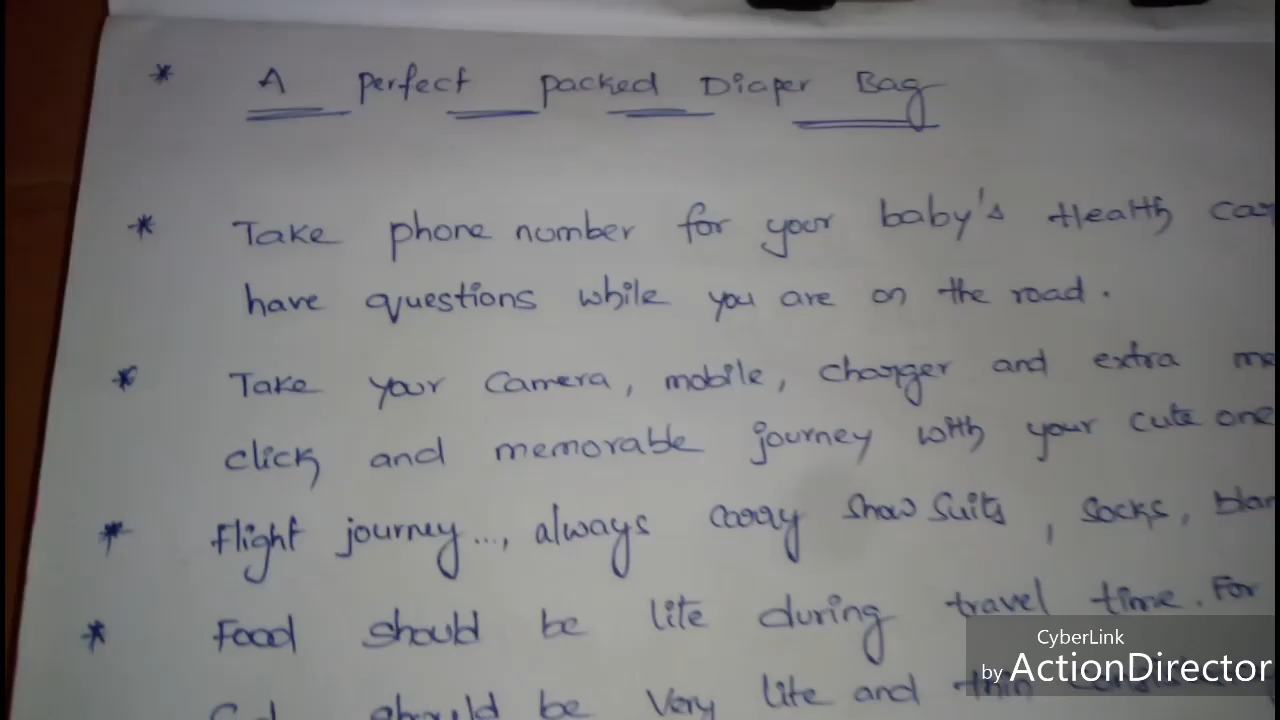 * A perfect packed Diaper Bag
* Take phone number for your baby's Health
have questions while you are on the road.
* Take your camera, mobile, charger and extra
click and memorable journey with your cute one
* flight journey..., always carry snow suits, socks,
* Food should be lite during travel time. For
should be very lite and thin
CyberLink
by ActionDirector